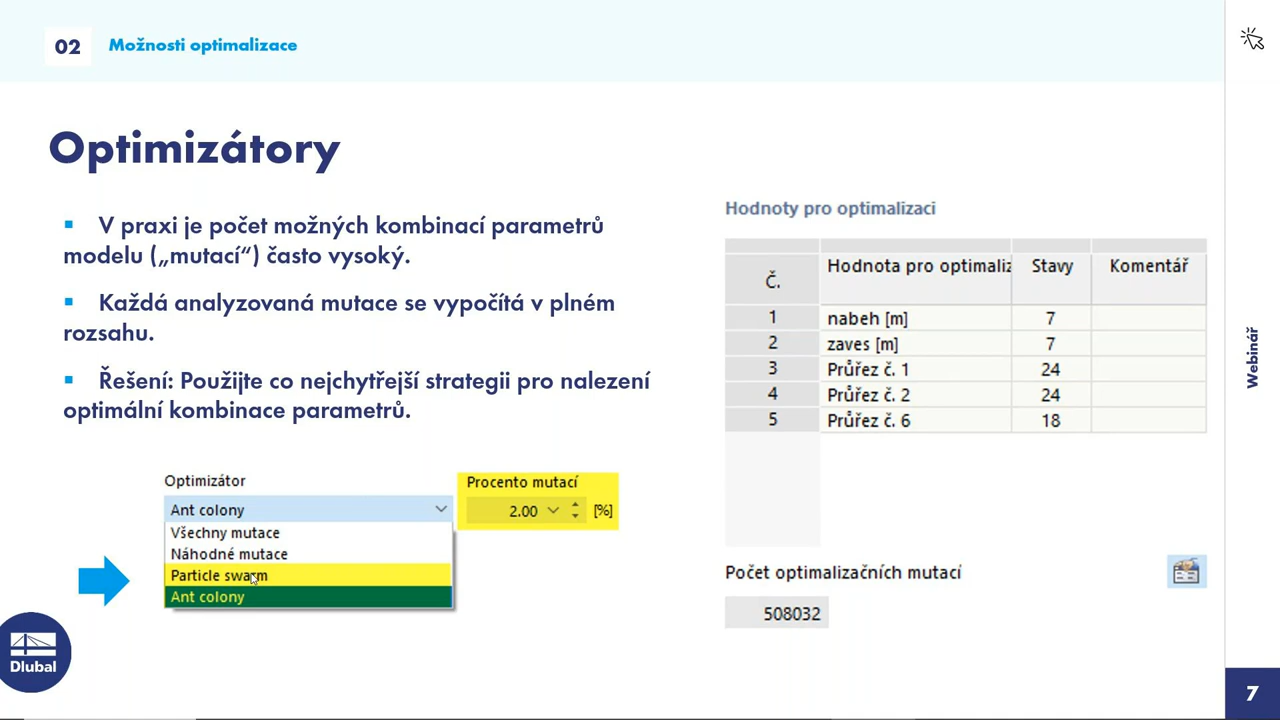 02
Možnosti optimalizace
Optimizátory
V praxi je počet možných kombinací parametrů
modelu („mutací“) často vysoký.
Každá analyzovaná mutace se vypočítá v plném
rozsahu.
Řešení: Použijte co nejchytřejší strategii pro nalezení
optimální kombinace parametrů.
Optimizátor
Ant colony
Všechny mutace
Náhodné mutace
Particle swarm
Ant colony
Procento mutací
2.00 [%]
Hodnoty pro optimalizaci
Č. Hodnota pro optimaliz Stavy Komentář
1 nabeh [m] 7
2 zaves [m] 7
3 Průřez č. 1 24
4 Průřez č. 2 24
5 Průřez č. 6 18
Počet optimalizačních mutací
508032
Dlubal
Webinář
7